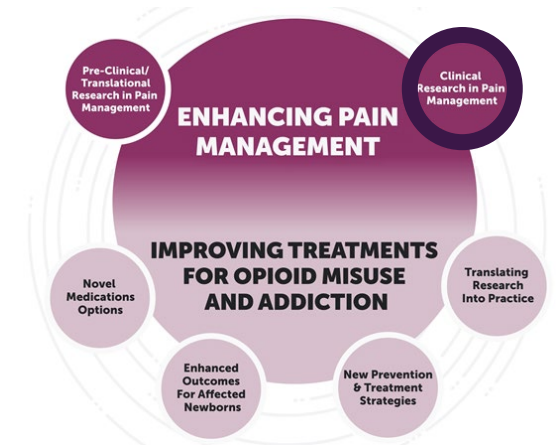 Pre-Clinical/
Translational
Research in Pain
Management
Clinical
Research in Pain
Management
ENHANCING PAIN
MANAGEMENT
IMPROVING TREATMENTS
FOR OPIOID MISUSE
AND ADDICTION
Novel
Medications
Options
Translating
Research
Into Practice
Enhanced
Outcomes
For Affected
Newborns
New Prevention
& Treatment
Strategies